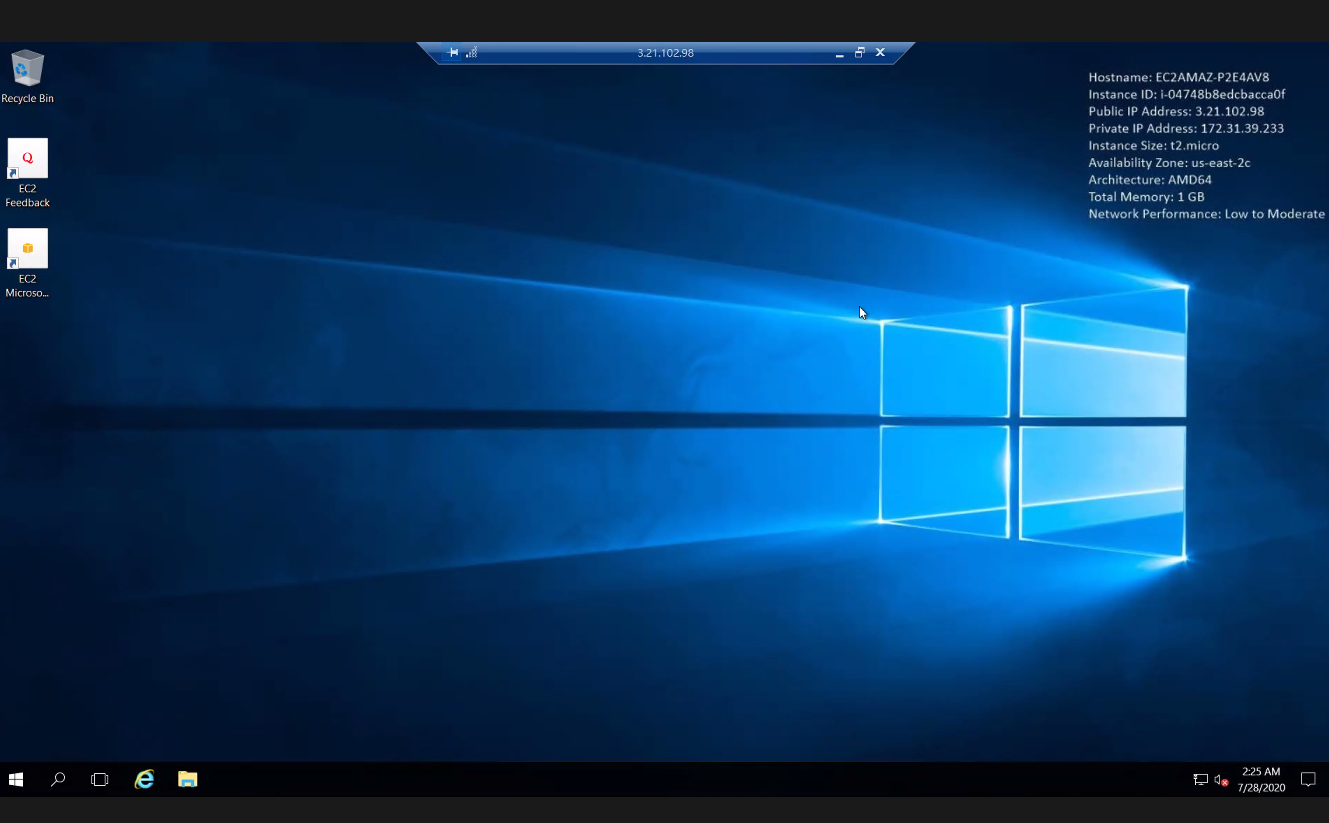 3.21.102.98
Recycle Bin
Q
EC2
Feedback
EC2
Microso...
Hostname: EC2AMAZ-P2E4AV8
Instance ID: i-04748b8edcbacca0f
Public IP Address: 3.21.102.98
Private IP Address: 172.31.39.233
Instance Size: t2.micro
Availability Zone: us-east-2c
Architecture: AMD64
Total Memory: 1 GB
Network Performance: Low to Moderate
2:25 AM
7/28/2020